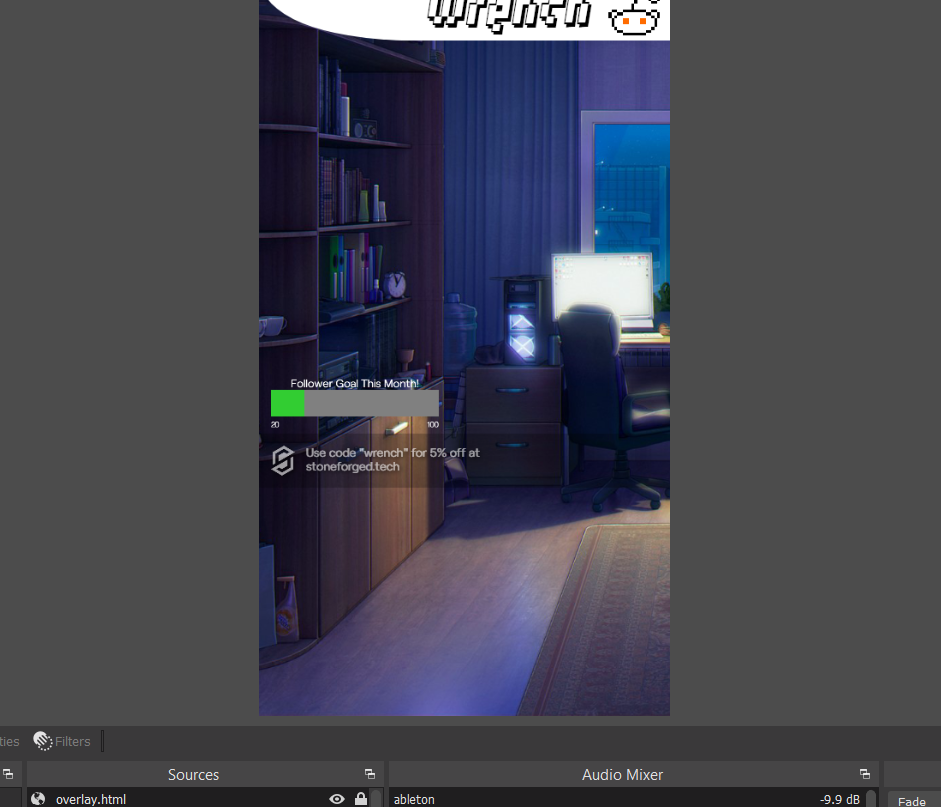 Wrench
Follower Goal This Month!
20 100
Use code "wrench" for 5% off at
stoneforged.tech
ties Filters
Sources Audio Mixer
overlay.html ableton -9.9 dB Fade